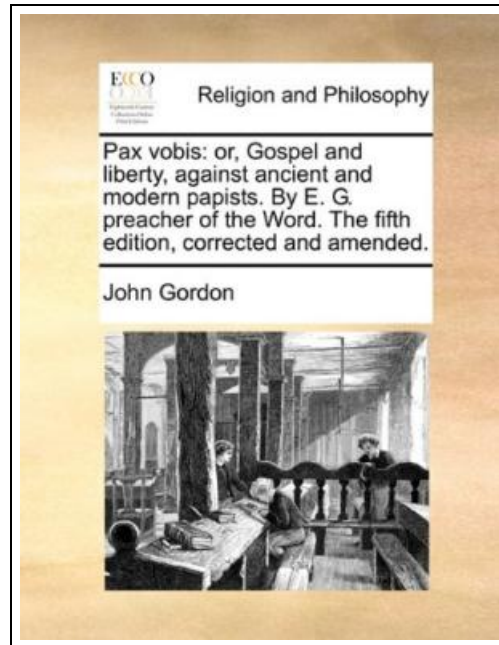 ECCO
Religion and Philosophy
Pax vobis: or, Gospel and
liberty, against ancient and
modern papists. By E. G.
preacher of the Word. The fifth
edition, corrected and amended.
John Gordon